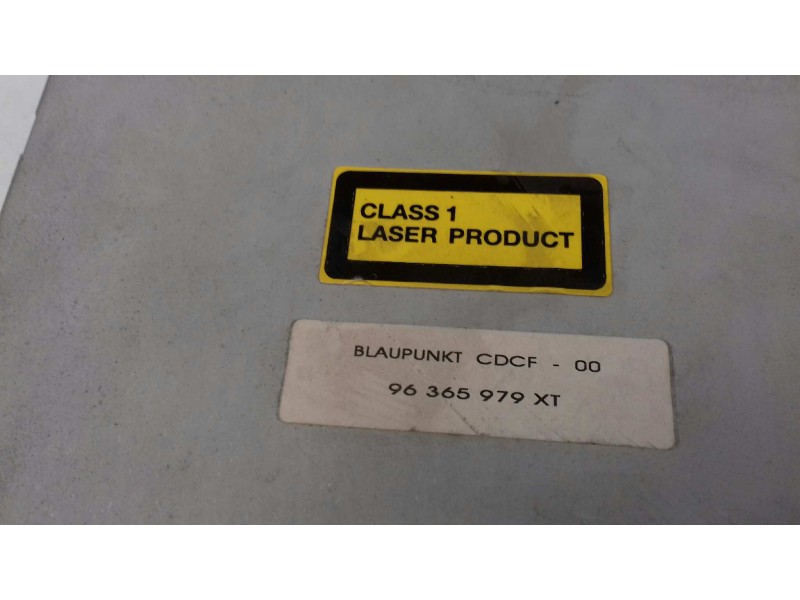 CLASS 1
LASER PRODUCT
BLAUPUNKT CDCF - 00
96 365 979 XT